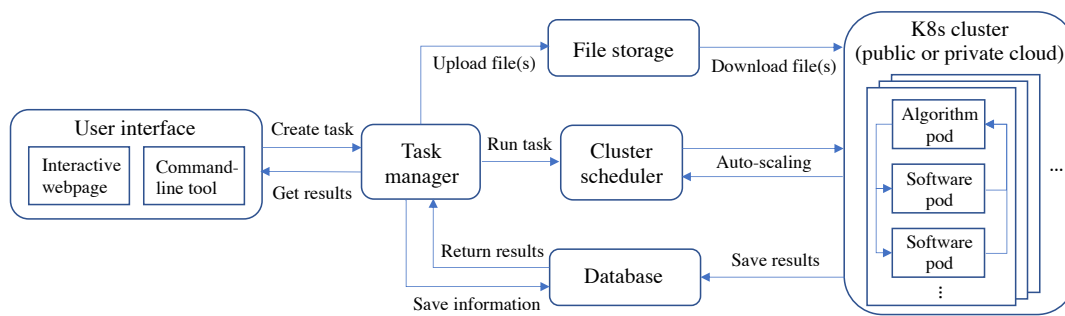 User interface
Interactive
webpage
Command-
line tool
Create task
Get results
Task
manager
Upload file(s)
File storage
Download file(s)
Run task
Cluster
scheduler
Auto-scaling
Return results
Save information
Database
Save results
K8s cluster
(public or private cloud)
Algorithm
pod
Software
pod
Software
pod
...
...